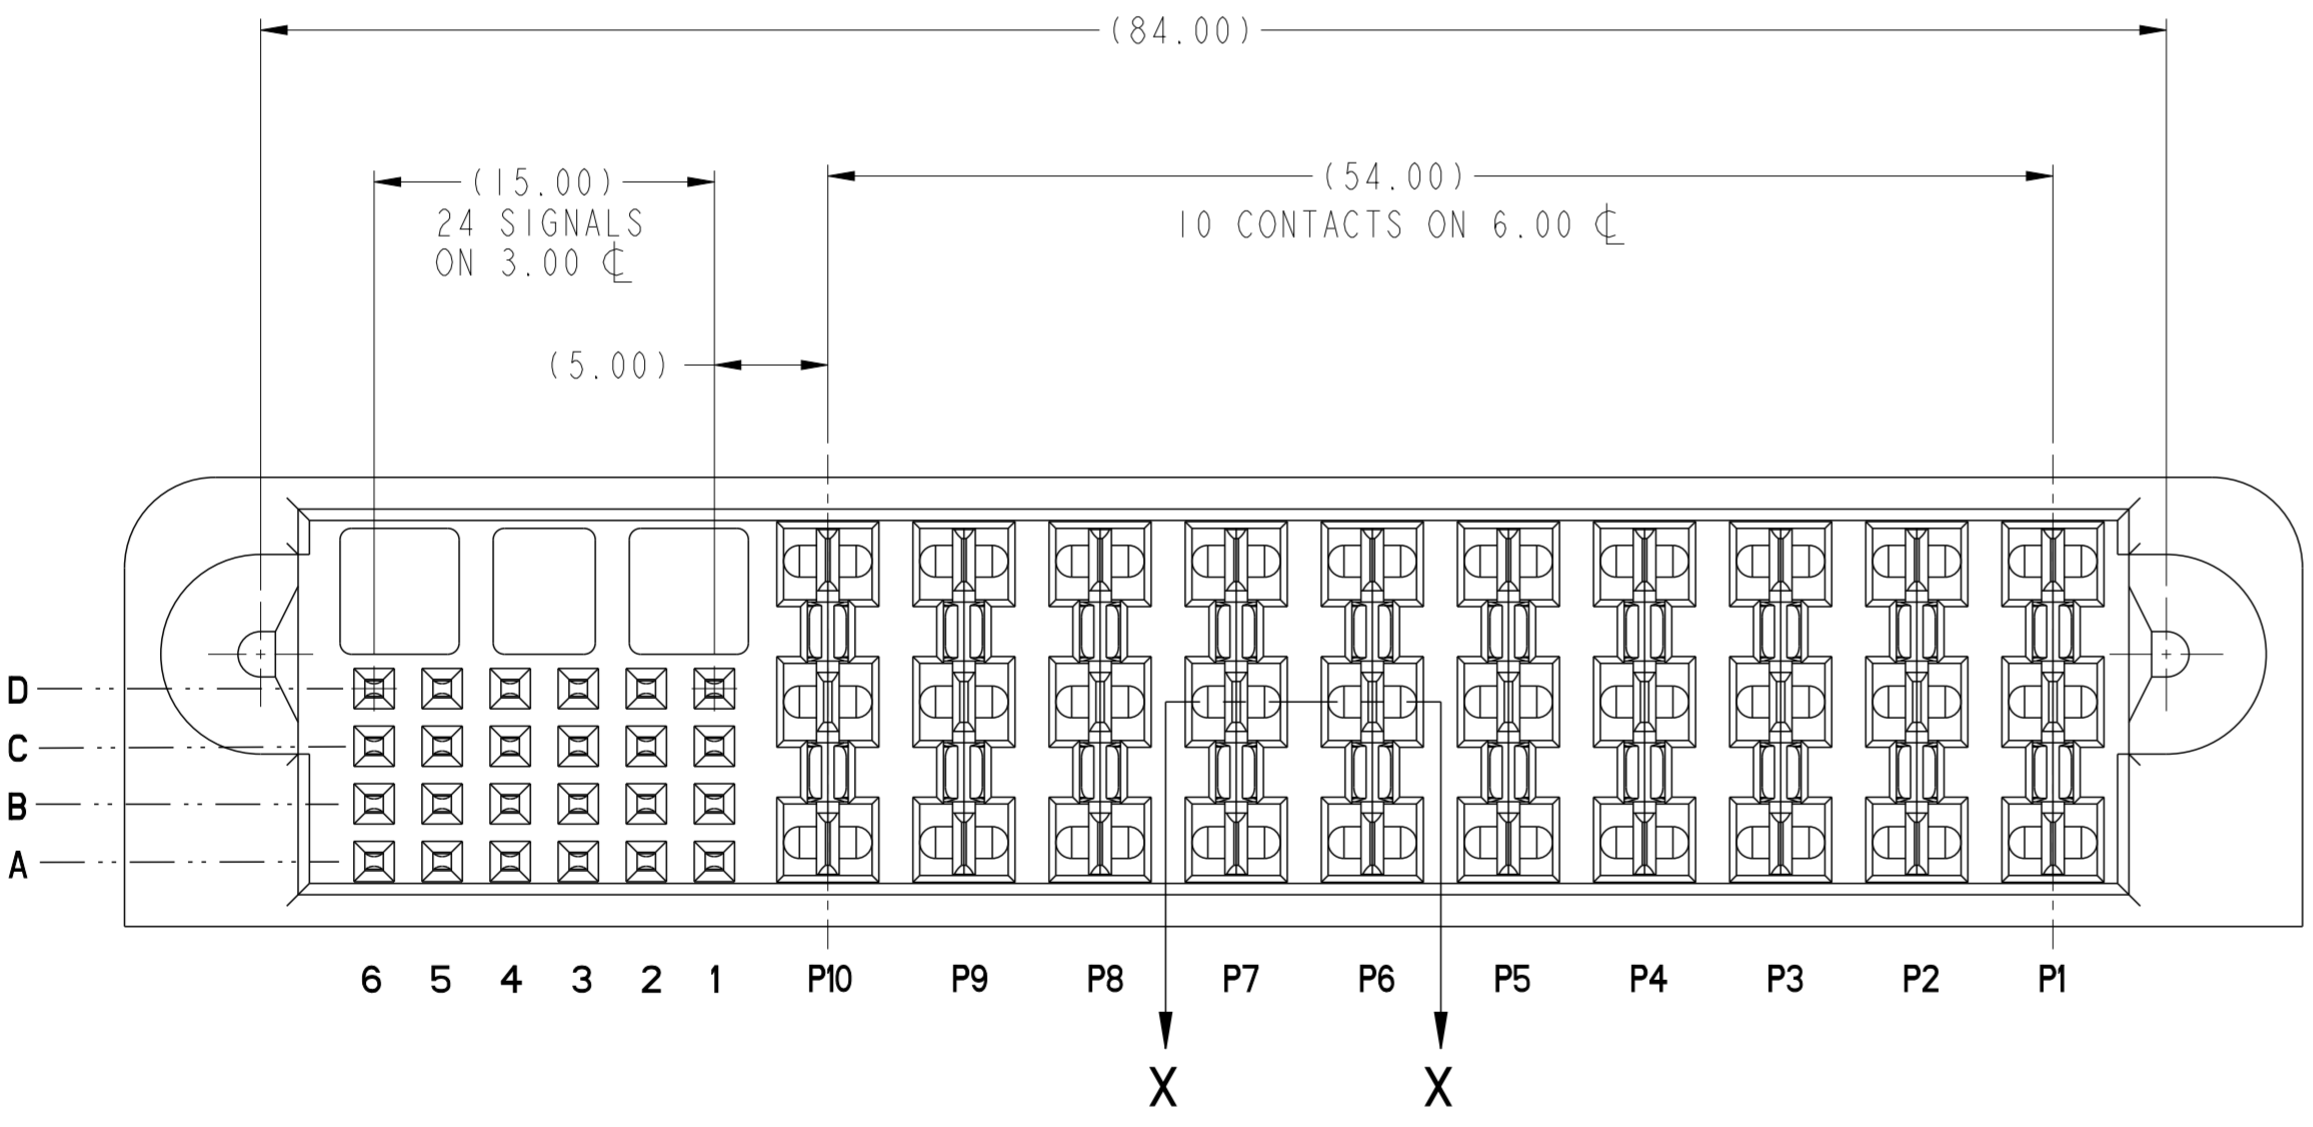 (84.00)
(15.00)
24 SIGNALS
ON 3.00 ℄
(54.00)
10 CONTACTS ON 6.00 ℄
(5.00)
D
C
B
A
6 5 4 3 2 1 P10 P9 P8 P7 P6 P5 P4 P3 P2 P1
X X